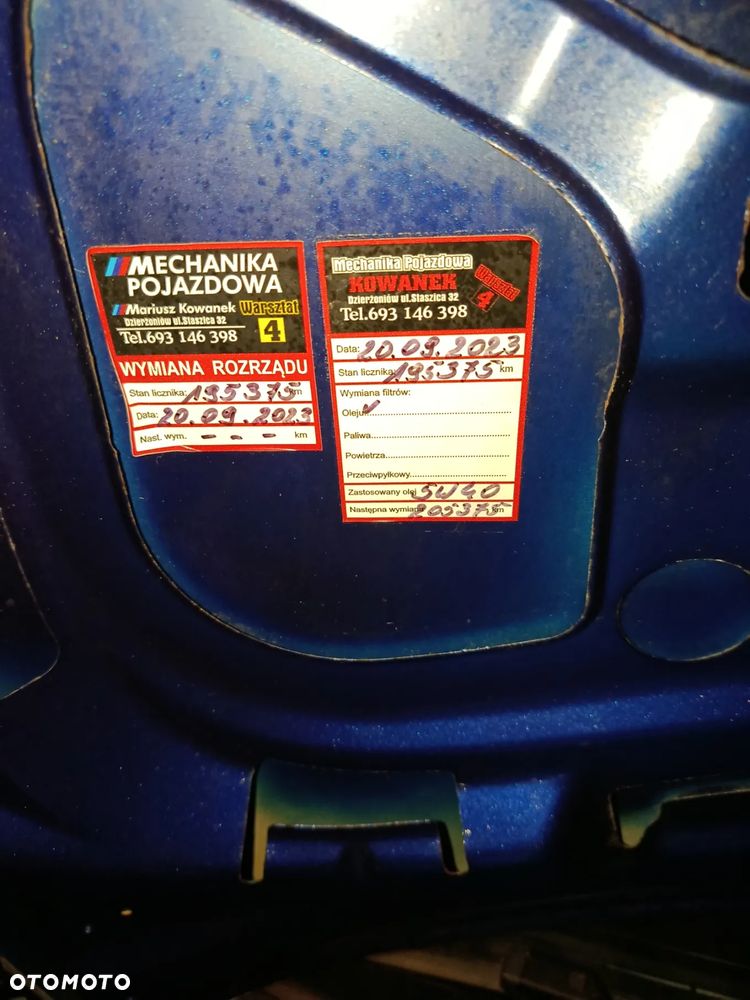 MECHANIKA
POJAZDOWA
Mariusz Kowanek
Dzierżoniów ul.Staszica 32
Warsztat
4
Tel.693 146 398
WYMIANA ROZRZĄDU
Stan licznika: 195375 km
Data: 20.09.2023
Nast. wym. - . - km
Mechanika Pojazdowa
KOWANEK
Warsztat
4
Dzierżoniów ul.Staszica 32
Tel.693 146 398
Data: 20.09.2023
Stan licznika: 195375 km
Wymiana filtrów:
Oleju ✓
Paliwa
Powietrza
Przeciwpyłkowy
Zastosowany olej 5W40
Następna wymiana 205375 km
OTOMOTO